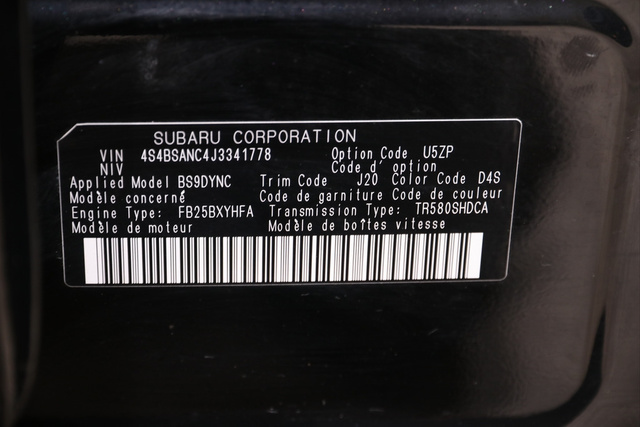 SUBARU CORPORATION
VIN 4S4BSANC4J3341778 Option Code U5ZP
NIV Code d' option
Applied Model BS9DYNC Trim Code J20 Color Code D4S
Modèle concerné Code de garniture Code de couleur
Engine Type: FB25BXYHFA Transmission Type: TR580SHDCA
Modèle de moteur Modèle de boîtes vitesse